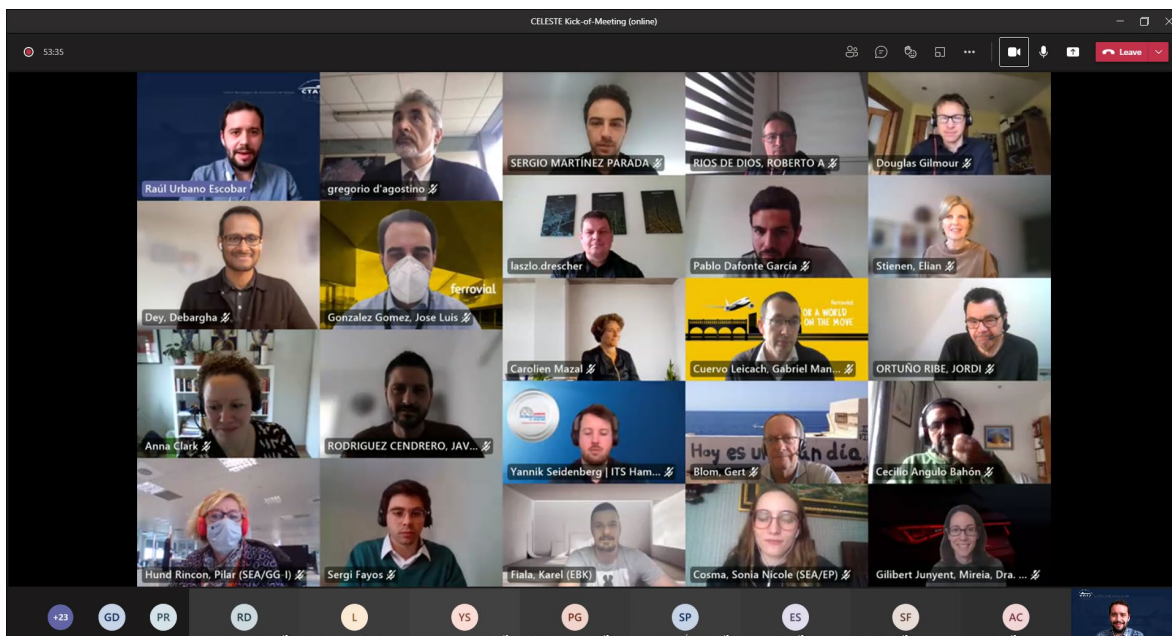 CELESTE Kick-of-Meeting (online)
53:35
Leave
CTAG
Raúl Urbano Escobar
gregorio d'agostino
SERGIO MARTÍNEZ PARADA
RIOS DE DIOS, ROBERTO A
Douglas Gilmour
laszlo.drescher
Pablo Dafonte García
Stienen, Elian
ferrovial
Dey, Debargha
Gonzalez Gomez, Jose Luis
ferrovial
OR A WORLD
ON THE MOVE
Carolien Mazal
Cuervo Leicach, Gabriel Man...
ORTUÑO RIBE, JORDI
Anna Clark
RODRIGUEZ CENDRERO, JAV...
Hoy es un
n día
Yannik Seidenberg | ITS Ham...
Blom, Gert
Cecilio Angulo Bahón
Hund Rincon, Pilar (SEA/GG-I)
Sergi Fayos
Fiala, Karel (EBK)
Cosma, Sonia Nicole (SEA/EP)
Gilibert Junyent, Mireia, Dra. ...
+23
GD
PR
RD
L
YS
PG
SP
ES
SF
AC